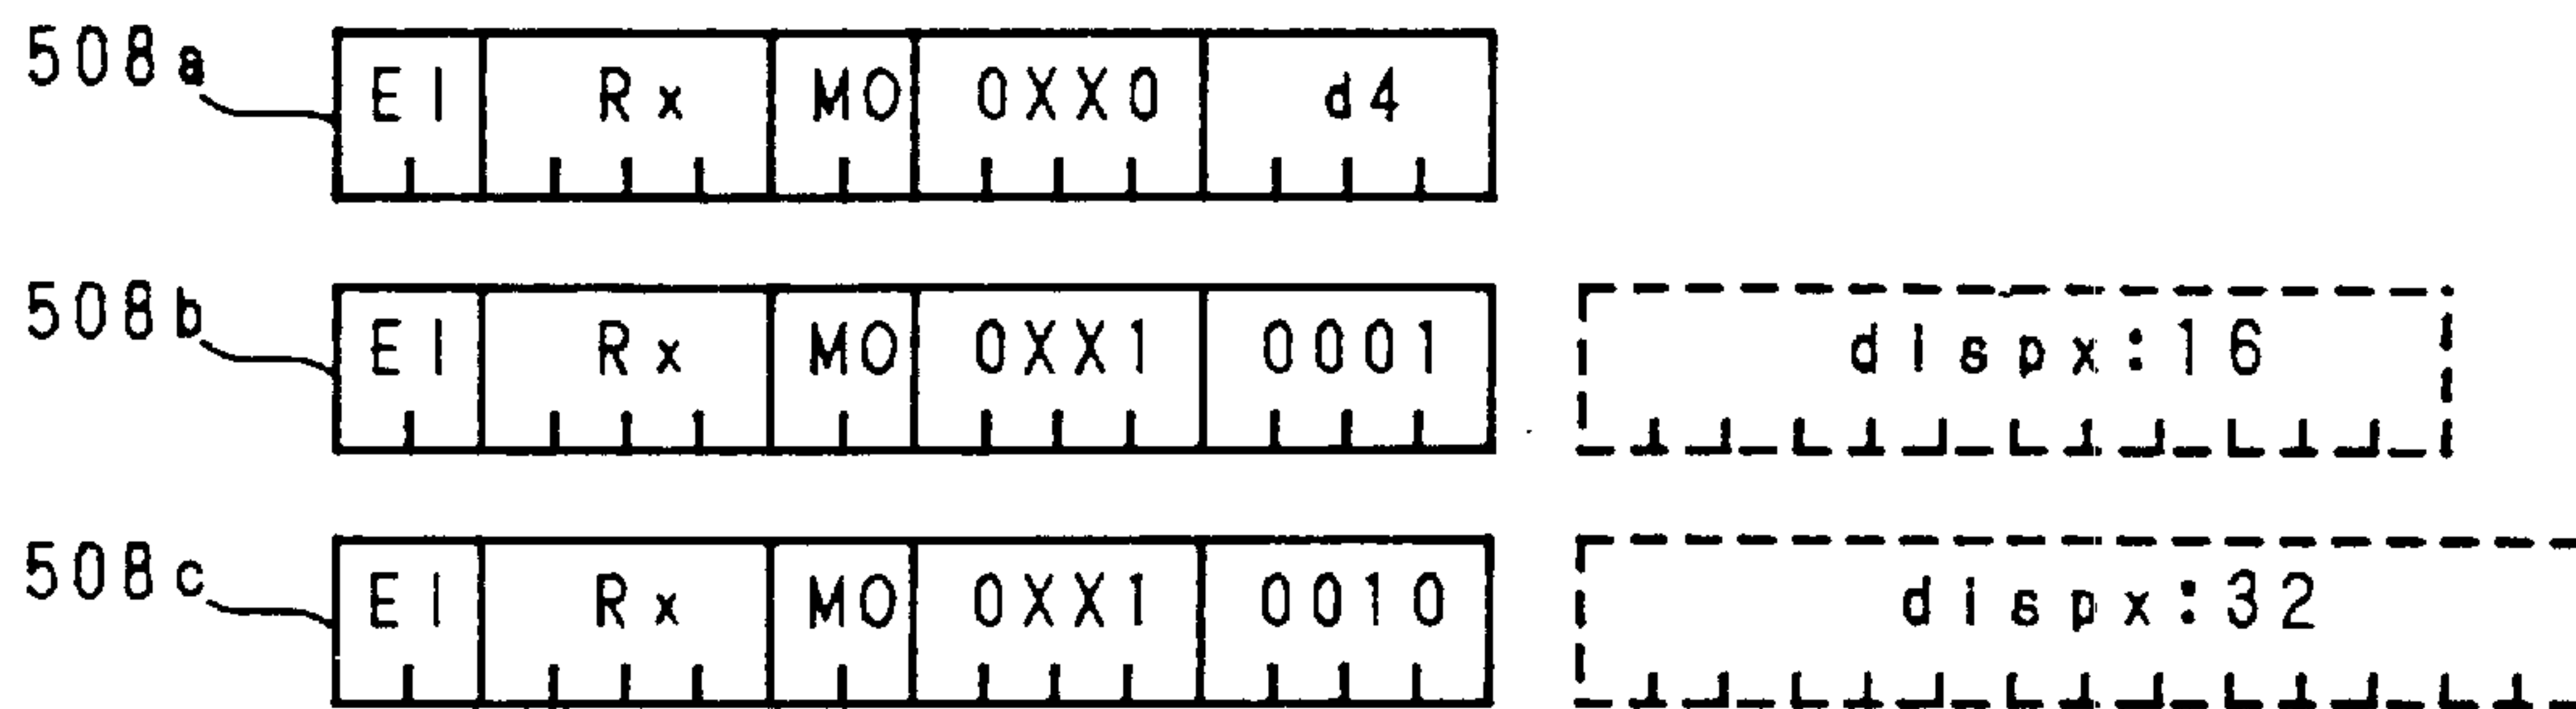 508a EI Rx MO 0XX0 d4
508b EI Rx MO 0XX1 0001 dispx:16
508c EI Rx MO 0XX1 0010 dispx:32